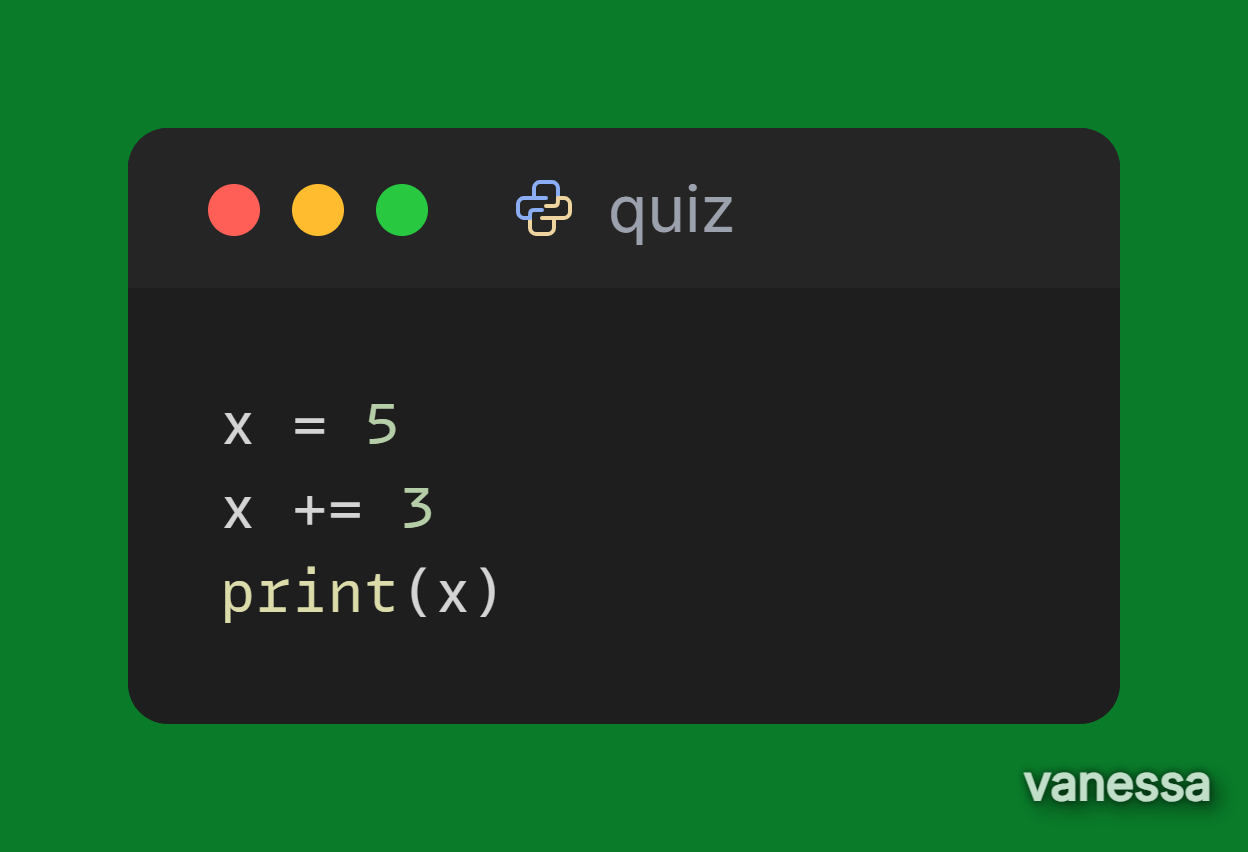 quiz
x = 5
x += 3
print(x)
vanessa